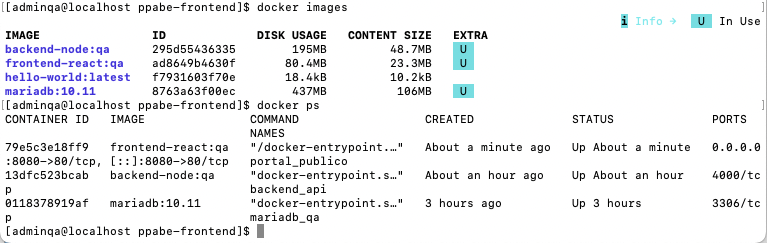 [[adminqa@localhost ppabe-frontend]$ docker images ]
i Info → U In Use
IMAGE ID DISK USAGE CONTENT SIZE EXTRA
backend-node:qa 295d55436335 195MB 48.7MB U
frontend-react:qa ad8649b4630f 80.4MB 23.3MB U
hello-world:latest f7931603f70e 18.4kB 10.2kB
mariadb:10.11 8763a63f00ec 437MB 106MB U
[[adminqa@localhost ppabe-frontend]$ docker ps ]
CONTAINER ID IMAGE COMMAND CREATED STATUS PORTS
NAMES
79e5c3e18ff9 frontend-react:qa "/docker-entrypoint.…" About a minute ago Up About a minute 0.0.0.0
:8080->80/tcp, [::]:8080->80/tcp portal_publico
13dfc523bcab backend-node:qa "docker-entrypoint.s…" About an hour ago Up About an hour 4000/tc
p backend_api
0118378919af mariadb:10.11 "docker-entrypoint.s…" 3 hours ago Up 3 hours 3306/tc
p mariadb_qa
[adminqa@localhost ppabe-frontend]$